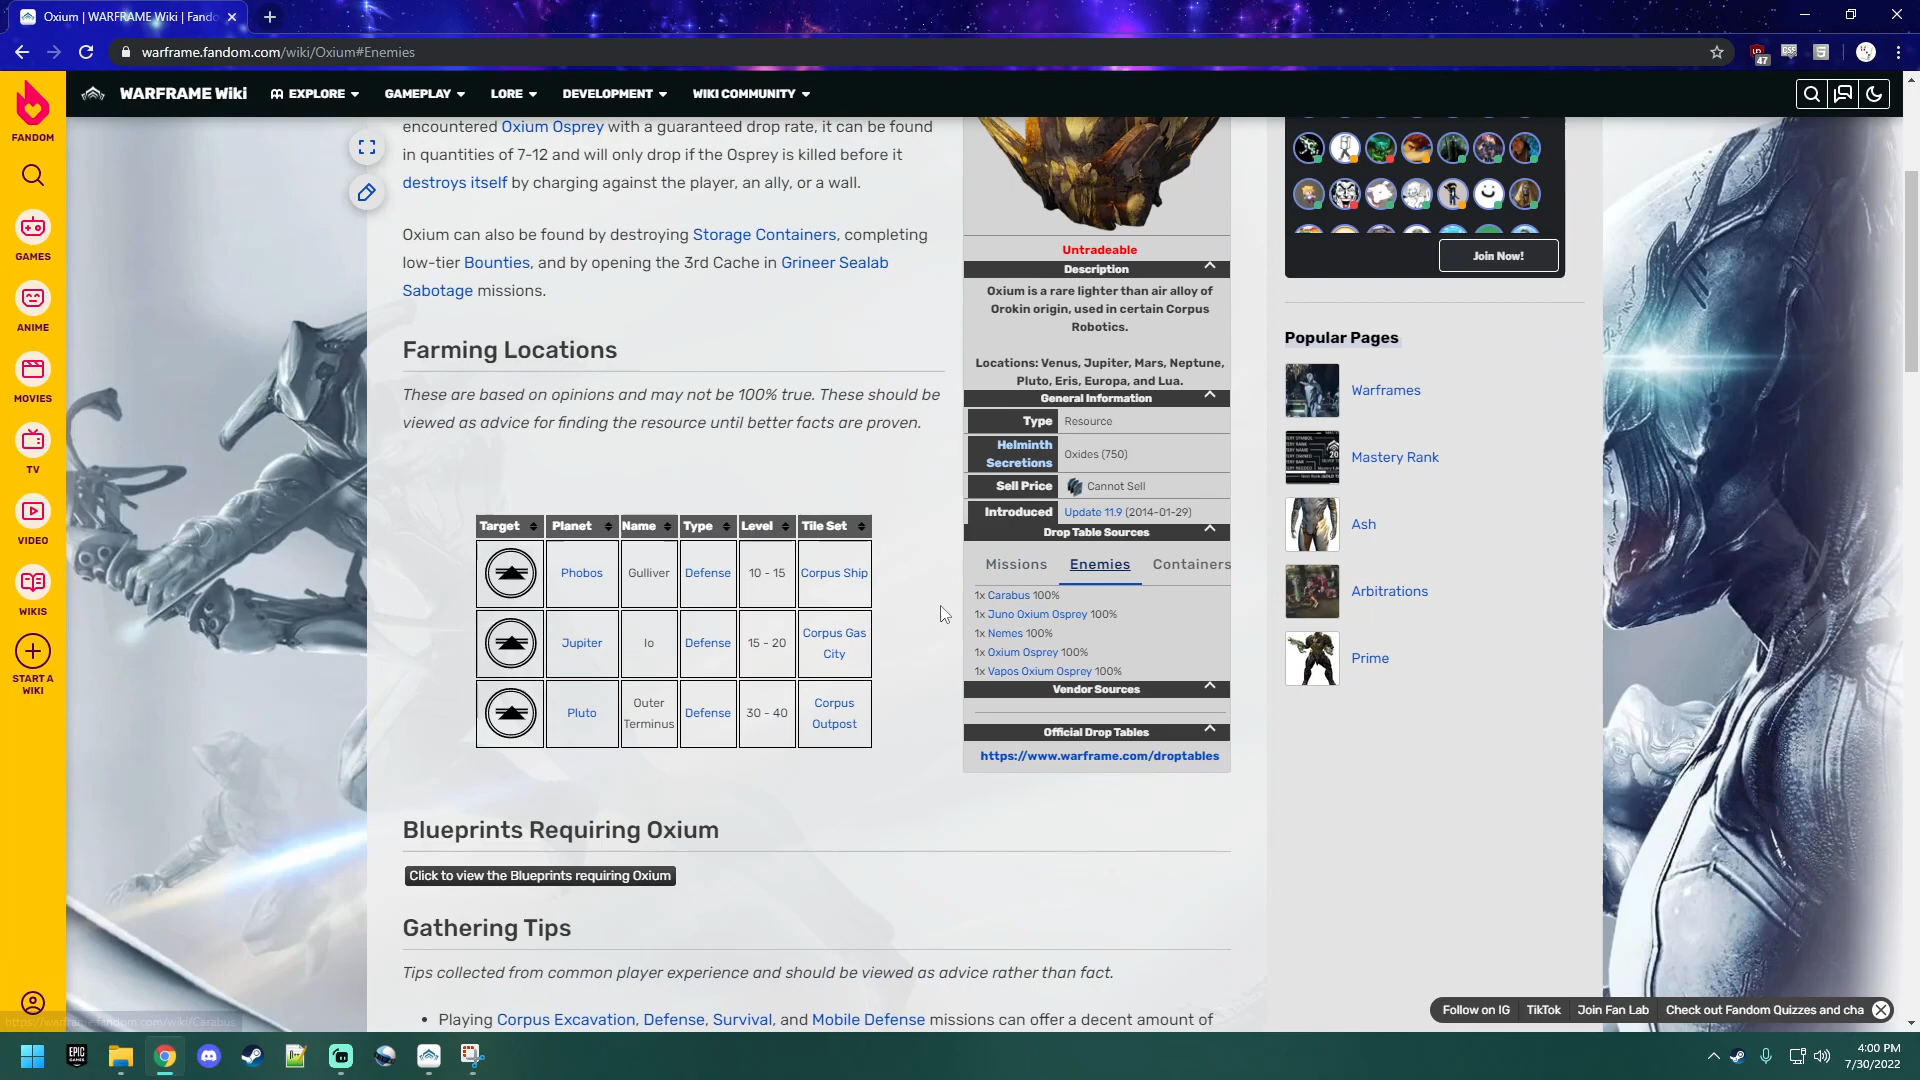 Oxium | WARFRAME Wiki | Fando
warframe.fandom.com/wiki/Oxium#Enemies
47
FANDOM
WARFRAME Wiki
EXPLORE
GAMEPLAY
LORE
DEVELOPMENT
WIKI COMMUNITY
GAMES
ANIME
MOVIES
TV
VIDEO
WIKIS
START A
WIKI
encountered Oxium Osprey with a guaranteed drop rate, it can be found
in quantities of 7-12 and will only drop if the Osprey is killed before it
destroys itself by charging against the player, an ally, or a wall.
Oxium can also be found by destroying Storage Containers, completing
low-tier Bounties, and by opening the 3rd Cache in Grineer Sealab
Sabotage missions.
Farming Locations
These are based on opinions and may not be 100% true. These should be
viewed as advice for finding the resource until better facts are proven.
Target Planet Name Type Level Tile Set
Phobos Gulliver Defense 10 - 15 Corpus Ship
Jupiter Io Defense 15 - 20 Corpus Gas
City
Pluto Outer
Terminus Defense 30 - 40 Corpus
Outpost
Blueprints Requiring Oxium
Click to view the Blueprints requiring Oxium
Gathering Tips
Tips collected from common player experience and should be viewed as advice rather than fact.
• Playing Corpus Excavation, Defense, Survival, and Mobile Defense missions can offer a decent amount of
Untradeable
Description
Oxium is a rare lighter than air alloy of
Orokin origin, used in certain Corpus
Robotics.
Locations: Venus, Jupiter, Mars, Neptune,
Pluto, Eris, Europa, and Lua.
General Information
Type Resource
Helminth
Secretions Oxides (750)
Sell Price Cannot Sell
Introduced Update 11.9 (2014-01-29)
Drop Table Sources
Missions Enemies Containers
1x Carabus 100%
1x Juno Oxium Osprey 100%
1x Nemes 100%
1x Oxium Osprey 100%
1x Vapos Oxium Osprey 100%
Vendor Sources
Official Drop Tables
https://www.warframe.com/droptables
Join Now!
Popular Pages
Warframes
Mastery Rank
Ash
Arbitrations
Prime
Follow on IG
TikTok
Join Fan Lab
Check out Fandom Quizzes and cha
https://warframe.fandom.com/wiki/Carabus
4:00 PM
7/30/2022